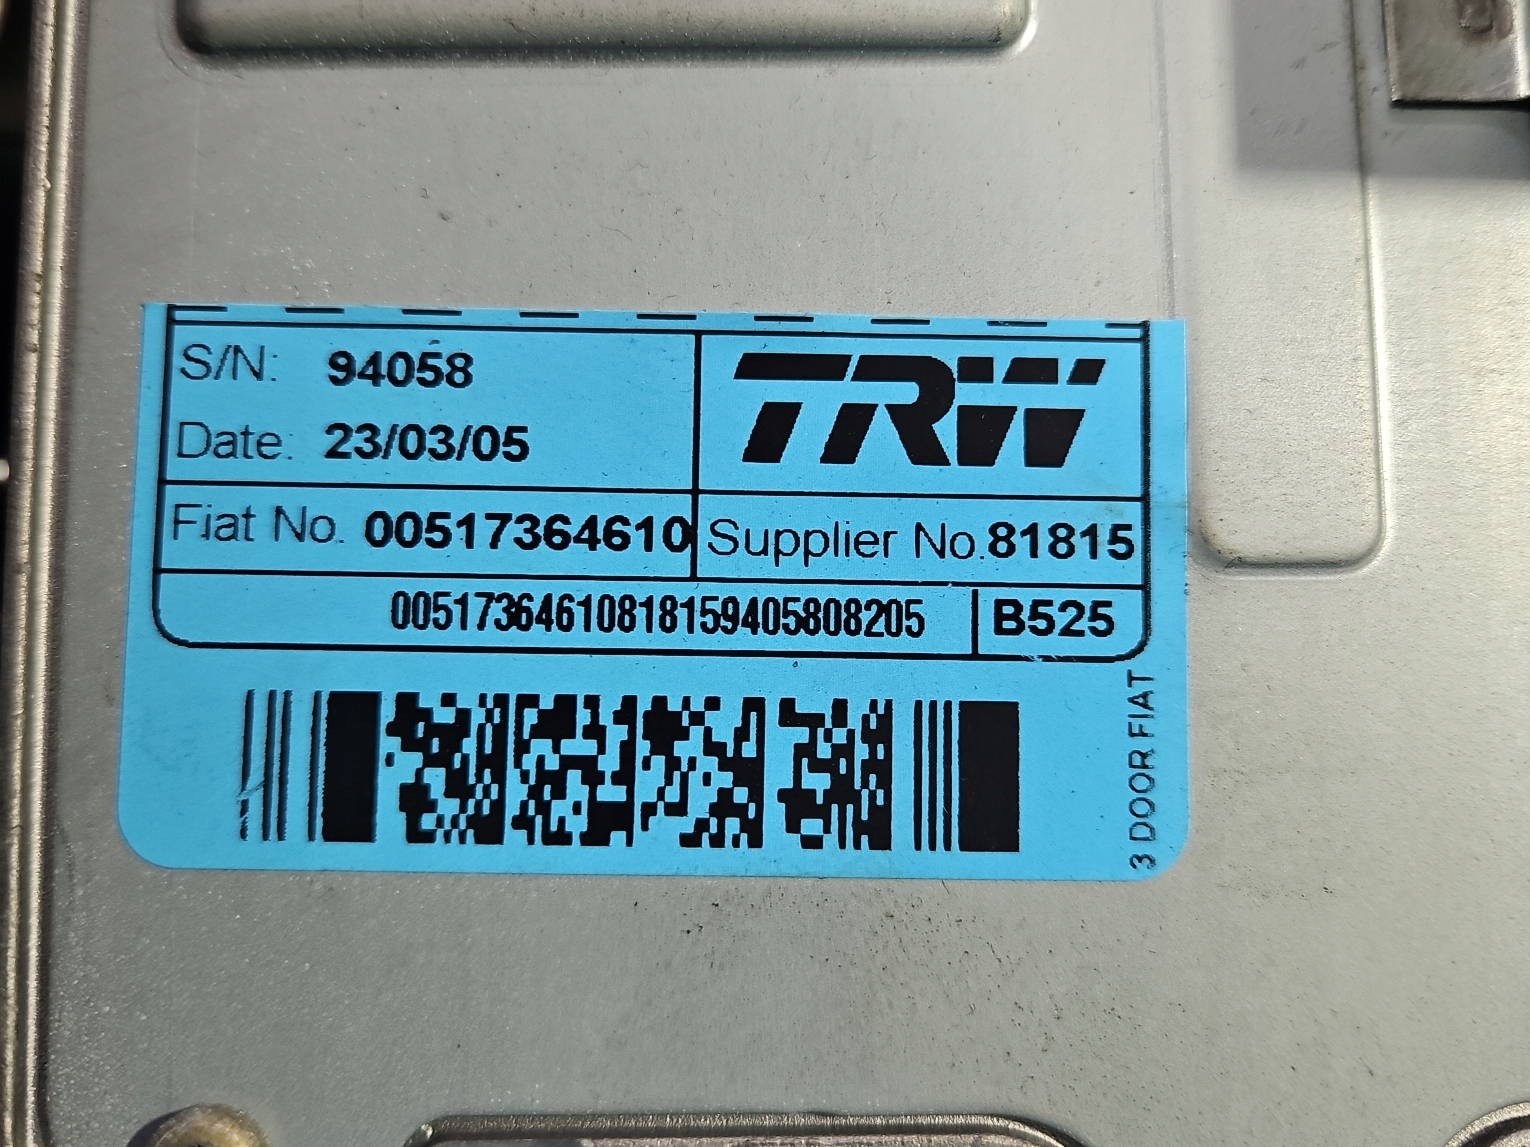 S/N: 94058
TRW
Date: 23/03/05
Fiat No. 00517364610
Supplier No. 81815
00517364610818159405808205
B525
3 DOOR FIAT